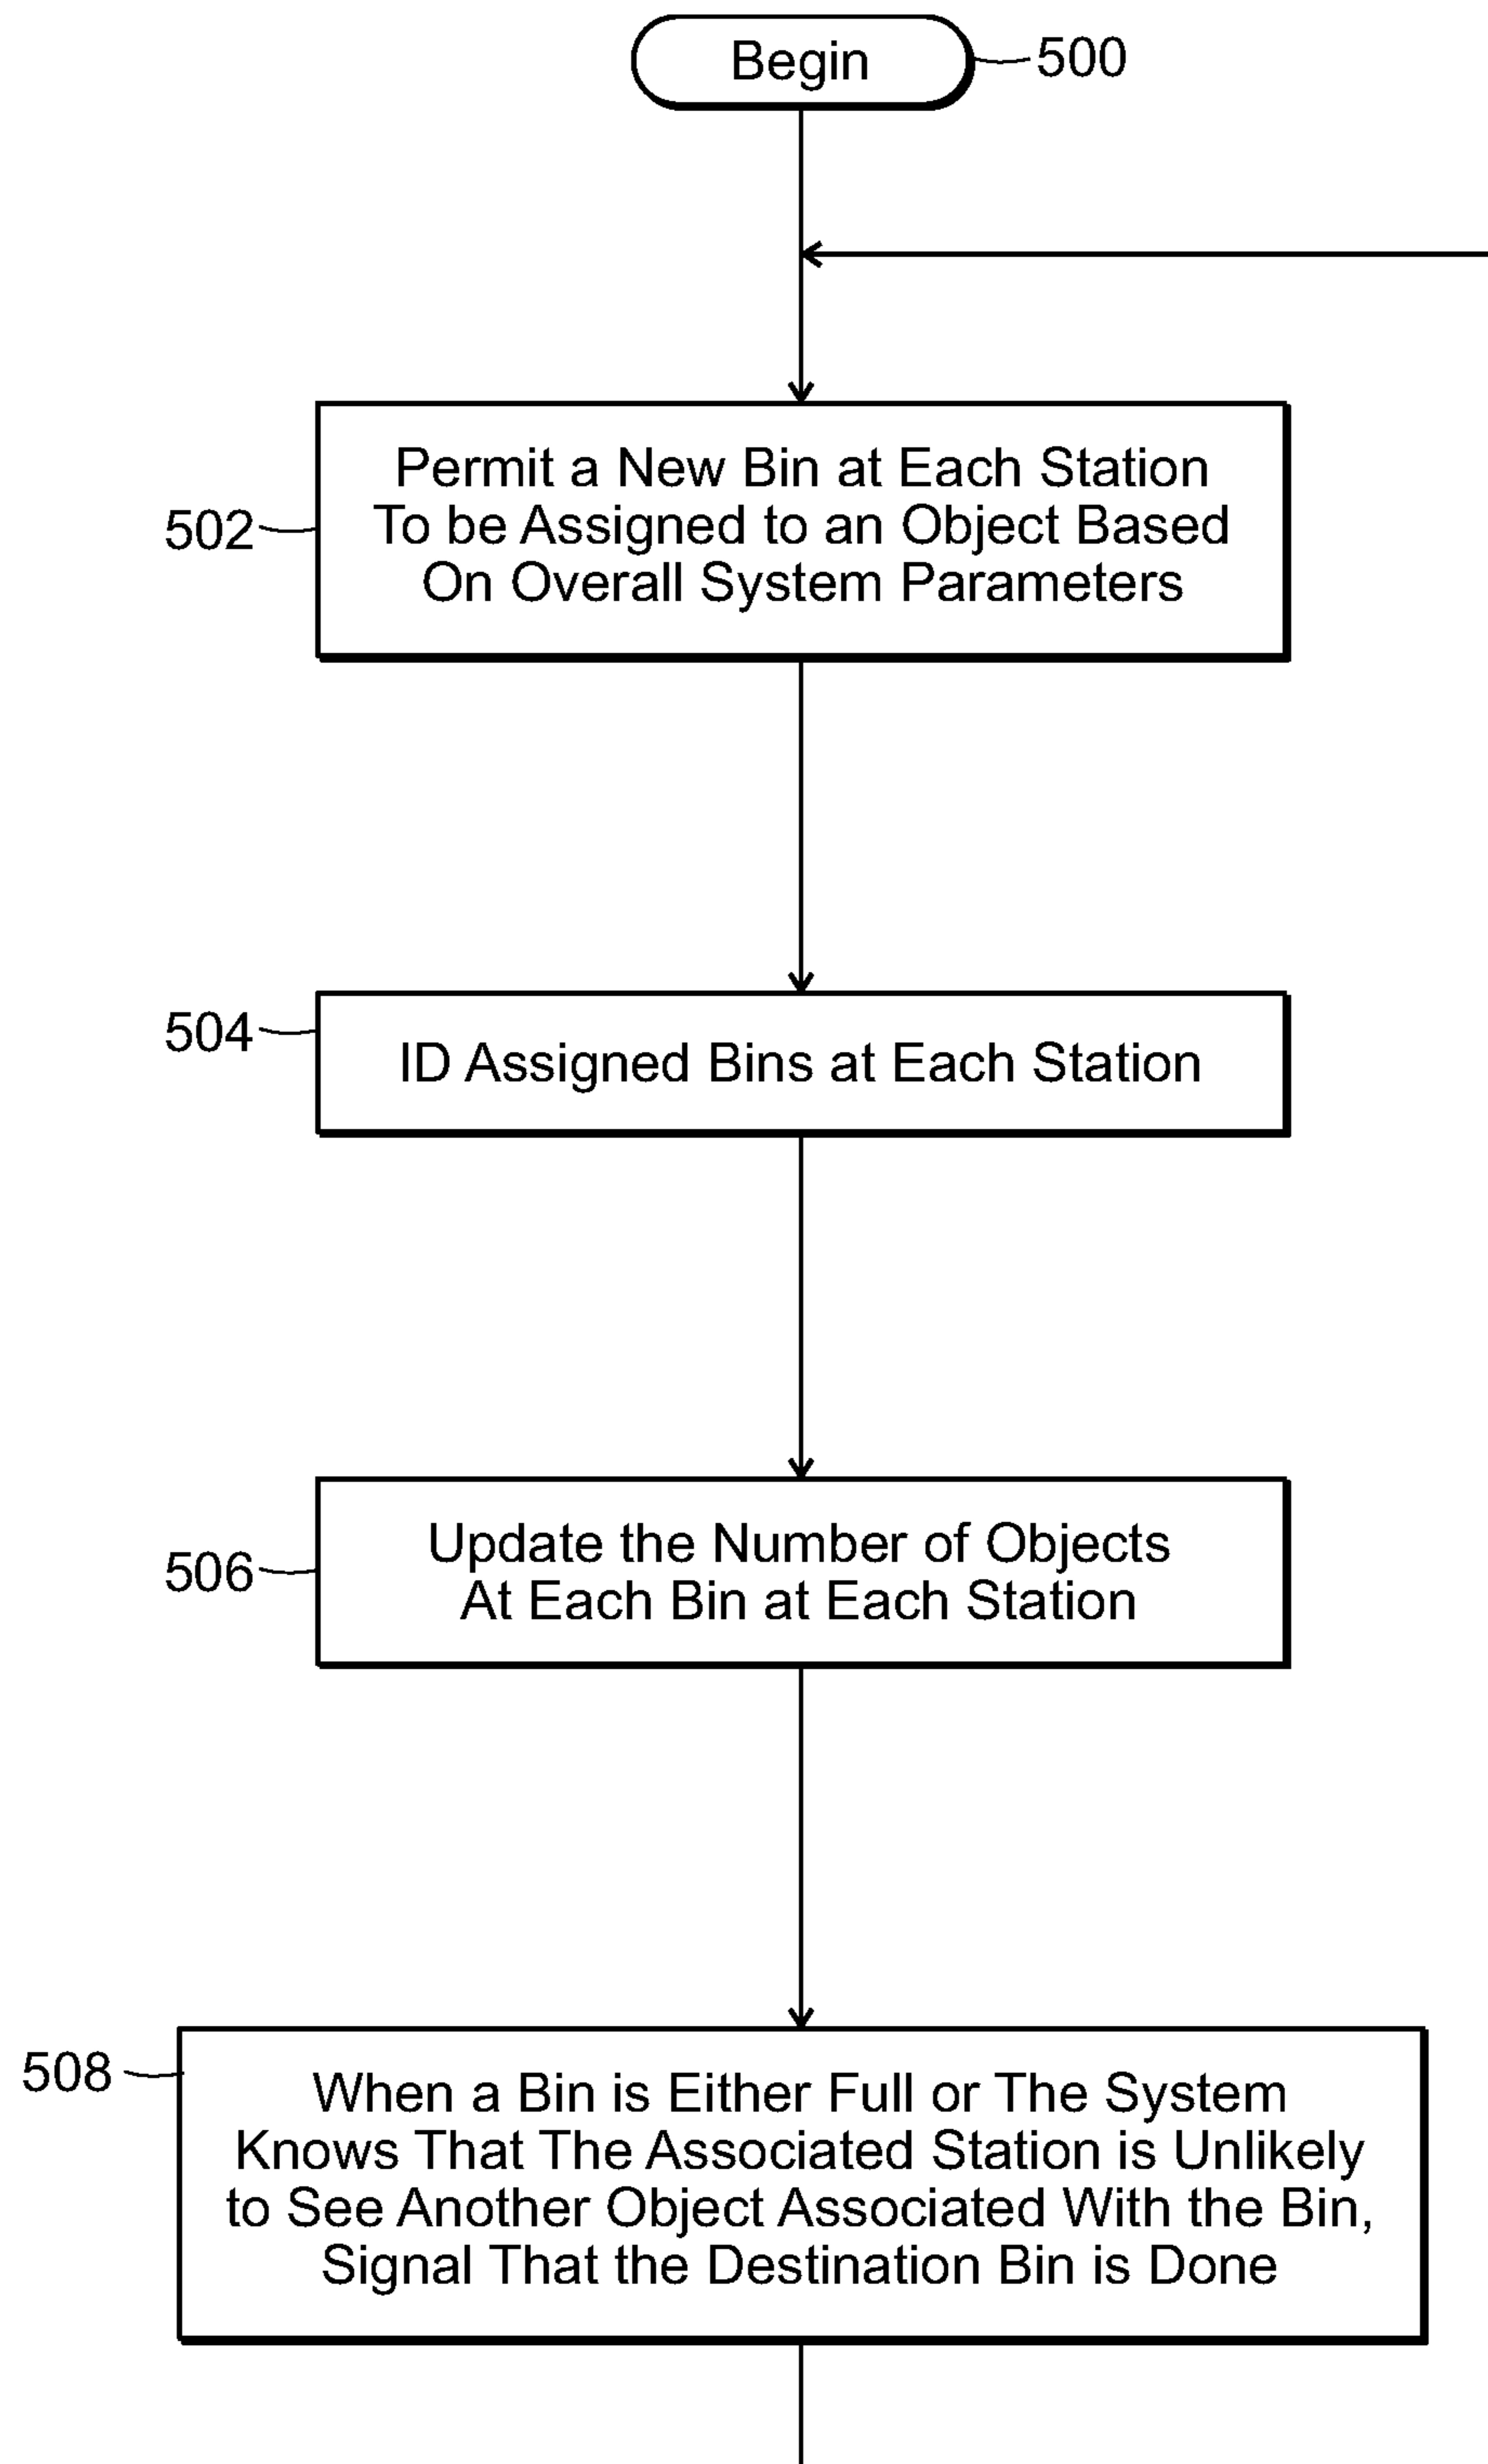 Begin
500
Permit a New Bin at Each Station
To be Assigned to an Object Based
On Overall System Parameters
502
504
ID Assigned Bins at Each Station
Update the Number of Objects
At Each Bin at Each Station
506
508
When a Bin is Either Full or The System
Knows That The Associated Station is Unlikely
to See Another Object Associated With the Bin,
Signal That the Destination Bin is Done